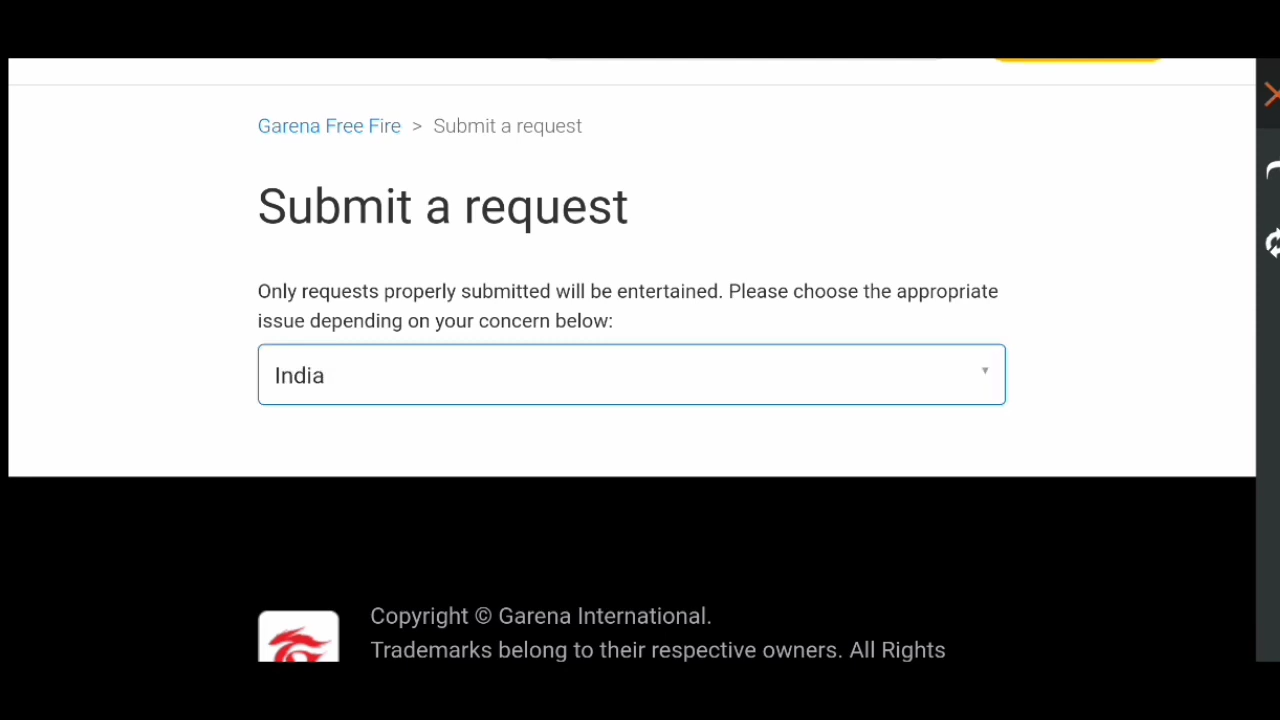 Garena Free Fire > Submit a request
Submit a request
Only requests properly submitted will be entertained. Please choose the appropriate
issue depending on your concern below:
India
Copyright © Garena International.
Trademarks belong to their respective owners. All Rights